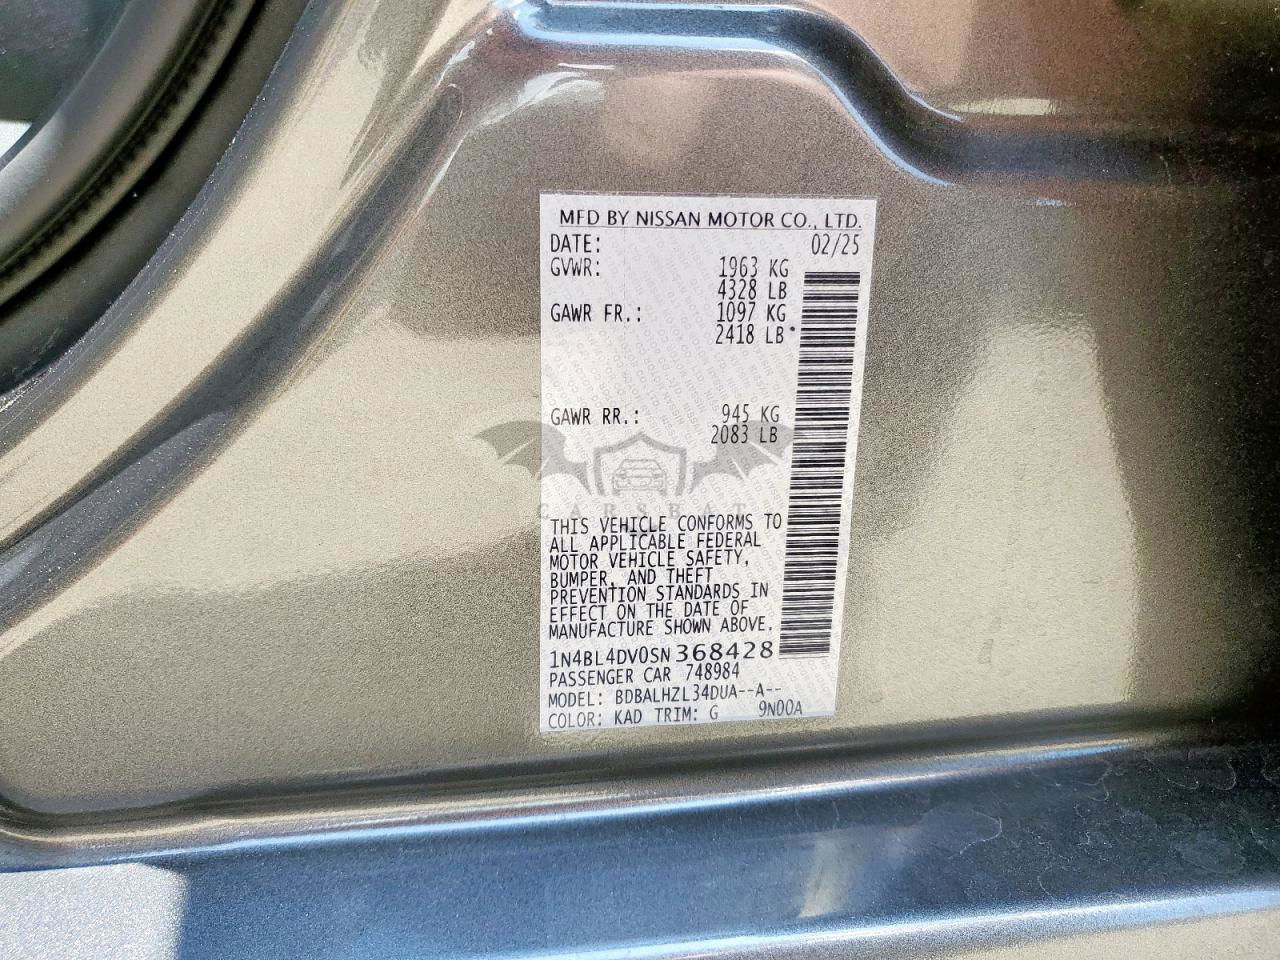 MFD BY NISSAN MOTOR CO., LTD.
DATE: 02/25
GVWR: 1963 KG
4328 LB
GAWR FR.: 1097 KG
2418 LB*
GAWR RR.: 945 KG
2083 LB
CARSBAT
THIS VEHICLE CONFORMS TO
ALL APPLICABLE FEDERAL
MOTOR VEHICLE SAFETY,
BUMPER, AND THEFT
PREVENTION STANDARDS IN
EFFECT ON THE DATE OF
MANUFACTURE SHOWN ABOVE.
1N4BL4DV0SN368428
PASSENGER CAR 748984
MODEL: BDBALHZL34DUA--A--
COLOR: KAD TRIM: G 9N00A